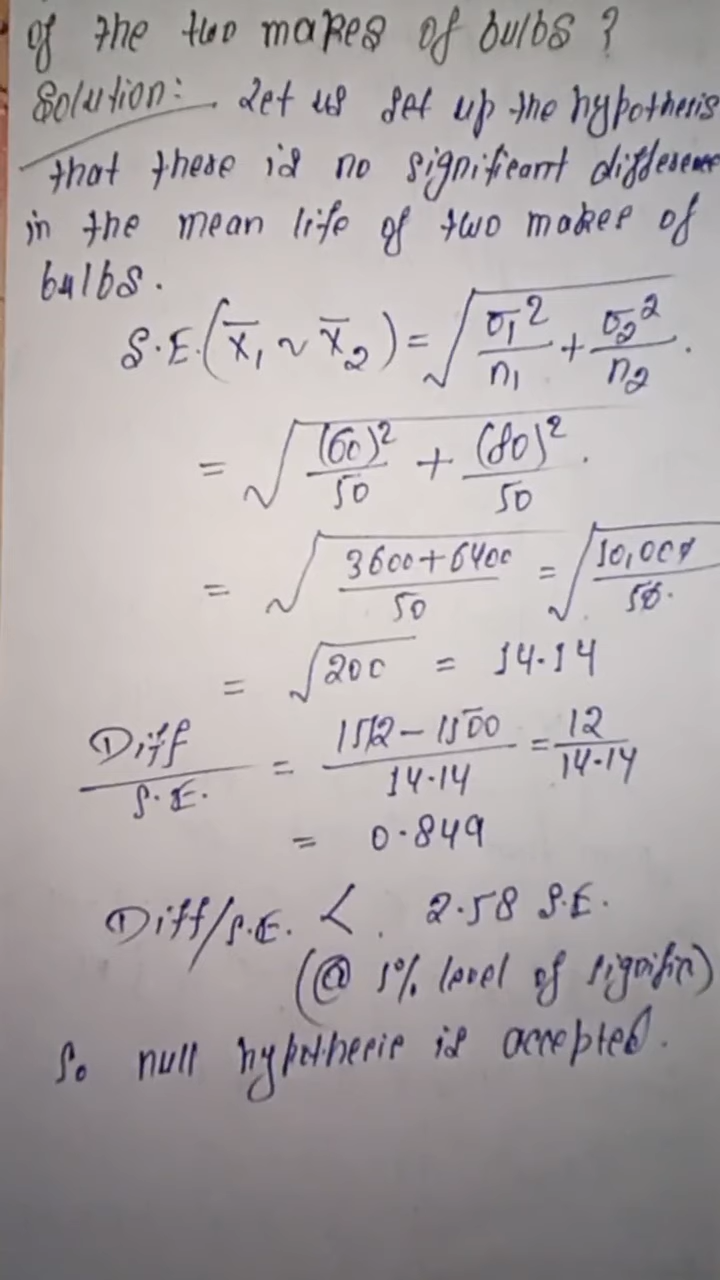 of the two makes of bulbs ?
Solution:- Let us set up the hypothesis
that there is no significant difference
in the mean life of two makes of
bulbs.
S.E.(x̄₁ ~ x̄₂) = √(σ₁²/n₁ + σ₂²/n₂).
= √((60)²/50 + (80)²/50).
= √((3600+6400)/50) = √(10,000/50).
= √200 = 14.14
Diff/S.E. = (1512 - 1500)/14.14 = 12/14.14
= 0.849
Diff/S.E. < 2.58 S.E.
(@ 5% level of signifin)
So null hypothesis is accepted.